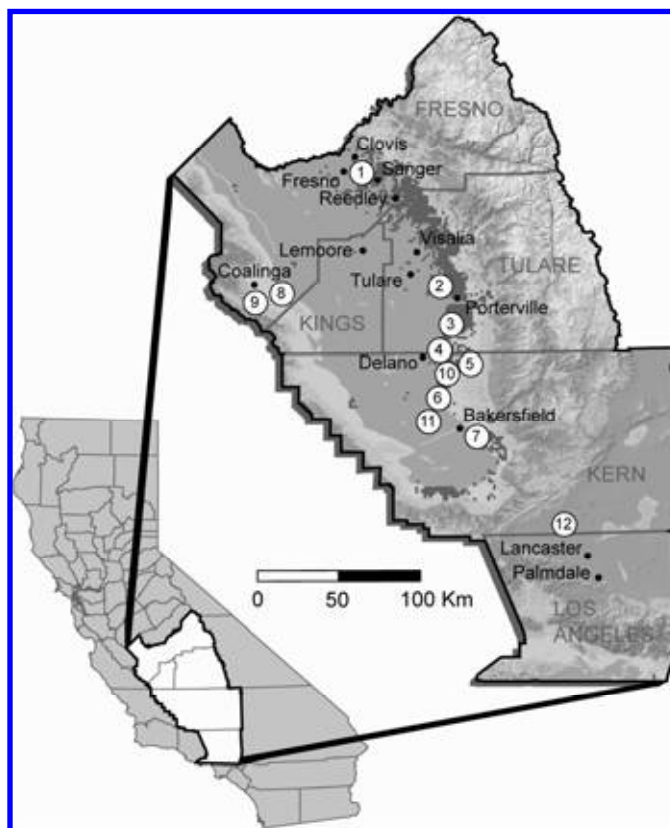 FRESNO
Clovis
Fresno
1
Sanger
Reedley
Lemoore
Visalia
Coalinga
Tulare
TULARE
2
8
9
Porterville
KINGS
3
4
Delano
5
10
6
11
Bakersfield
7
KERN
12
Lancaster
Palmdale
0 50 100 Km
LOS
ANGELES